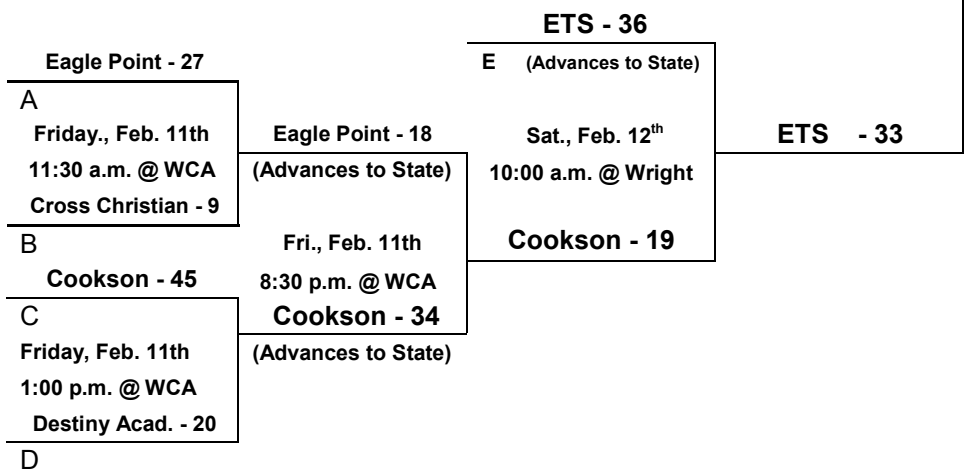 ETS - 36
Eagle Point - 27
E (Advances to State)
A
Friday., Feb. 11th
Eagle Point - 18
Sat., Feb. 12th
ETS - 33
11:30 a.m. @ WCA
(Advances to State)
10:00 a.m. @ Wright
Cross Christian - 9
B
Fri., Feb. 11th
Cookson - 19
Cookson - 45
8:30 p.m. @ WCA
C
Cookson - 34
Friday, Feb. 11th
(Advances to State)
1:00 p.m. @ WCA
Destiny Acad. - 20
D